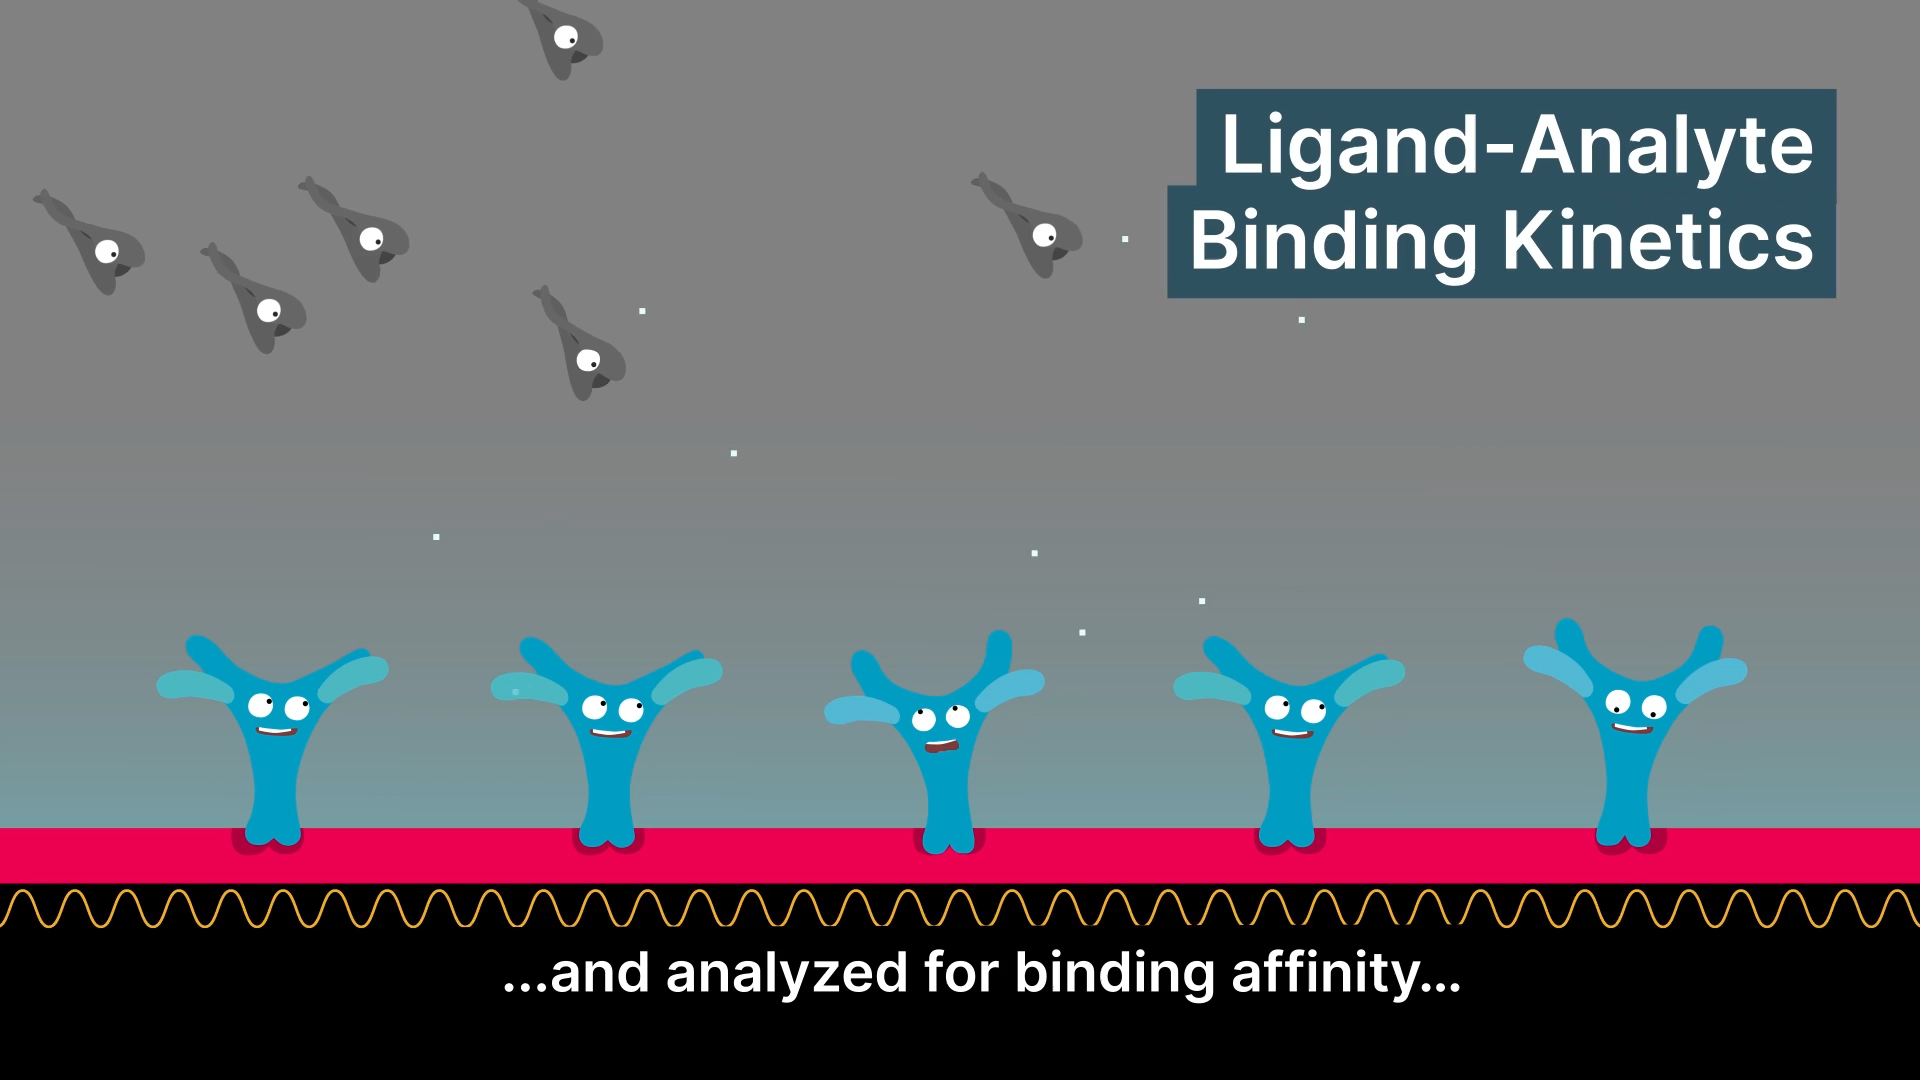 Ligand-Analyte
Binding Kinetics
...and analyzed for binding affinity...